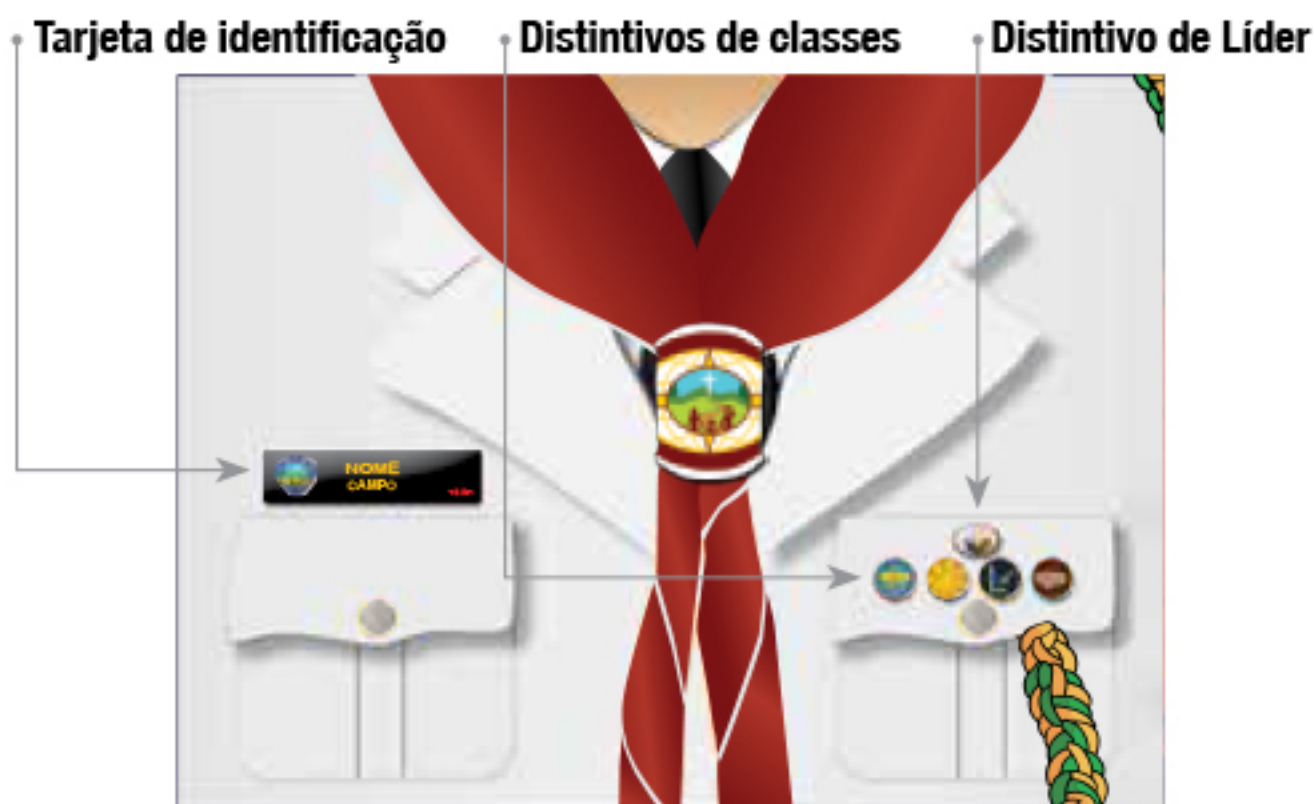 Tarjeta de identificação
Distintivos de classes
Distintivo de Líder
NOME
CAMPO